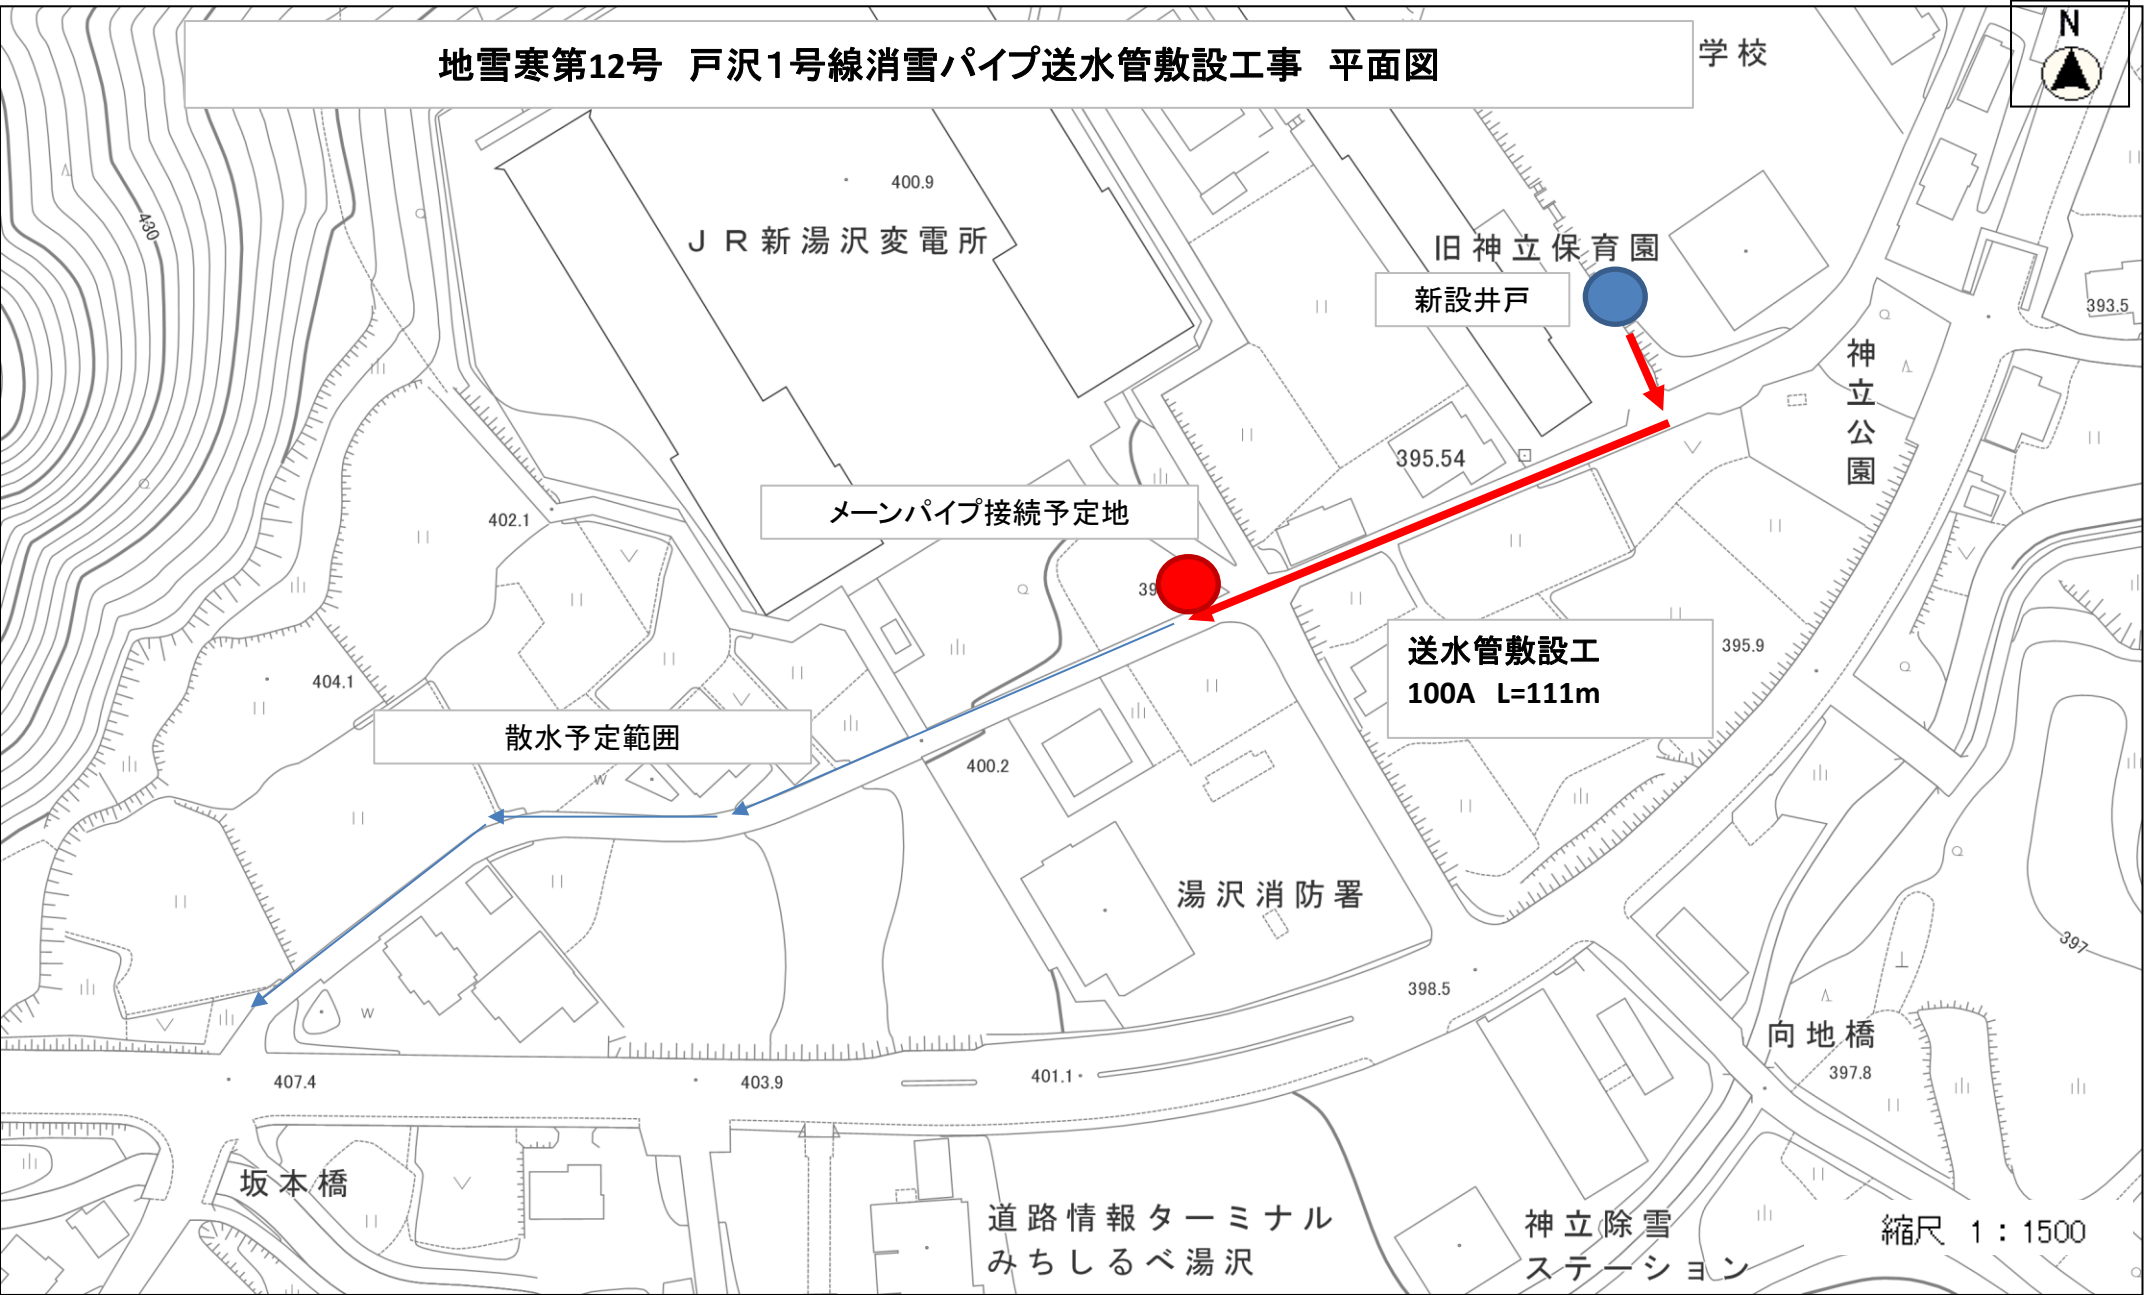 地雪寒第12号　戸沢１号線消雪パイプ送水管敷設工事　平面図
学校
N
430
400.9
ＪＲ新湯沢変電所
旧神立保育園
新設井戸
393.5
神立公園
395.54
メーンパイプ接続予定地
402.1
39
送水管敷設工
100A　L=111m
395.9
404.1
散水予定範囲
400.2
W
湯沢消防署
397
398.5
W
向地橋
397.8
407.4
403.9
401.1
坂本橋
道路情報ターミナル
みちしるべ湯沢
神立除雪
ステーション
縮尺 1：1500